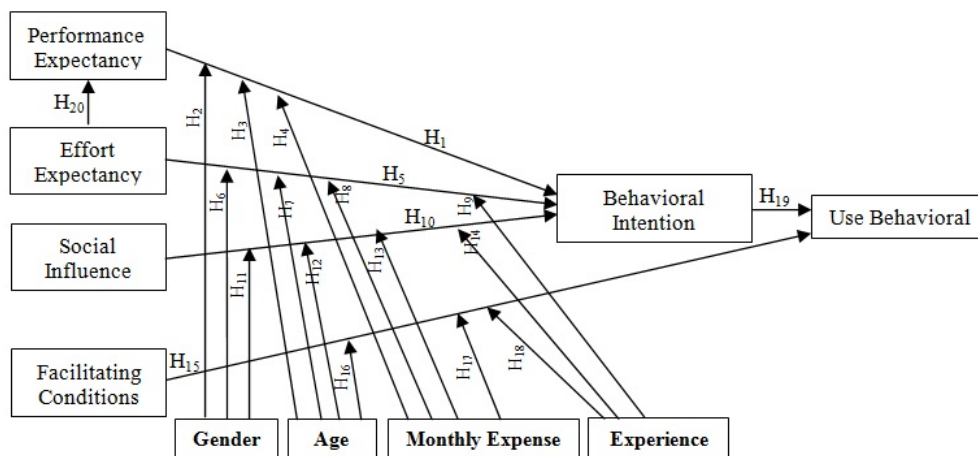 Performance
Expectancy
H20
H2
H3
H4
H1
Effort
Expectancy
H5
H6
H7
H8
H9
Behavioral
Intention
H19
Use Behavioral
Social
Influence
H10
H11
H12
H13
H14
H15
Facilitating
Conditions
H16
H17
H18
Gender
Age
Monthly Expense
Experience